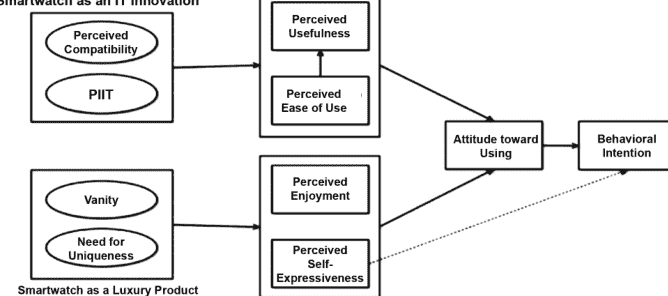 Smartwatch as an IT Innovation
Perceived
Compatibility
PIIT
Perceived
Usefulness
Perceived
Ease of Use
Attitude toward
Using
Behavioral
Intention
Vanity
Need for
Uniqueness
Smartwatch as a Luxury Product
Perceived
Enjoyment
Perceived
Self-
Expressiveness